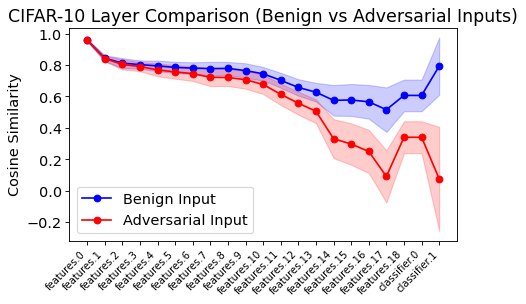 CIFAR-10 Layer Comparison (Benign vs Adversarial Inputs)
Cosine Similarity
1.0
0.8
0.6
0.4
0.2
0.0
−0.2
Benign Input
Adversarial Input
features.0
features.1
features.2
features.3
features.4
features.5
features.6
features.7
features.8
features.9
features.10
features.11
features.12
features.13
features.14
features.15
features.16
features.17
features.18
classifier.0
classifier.1